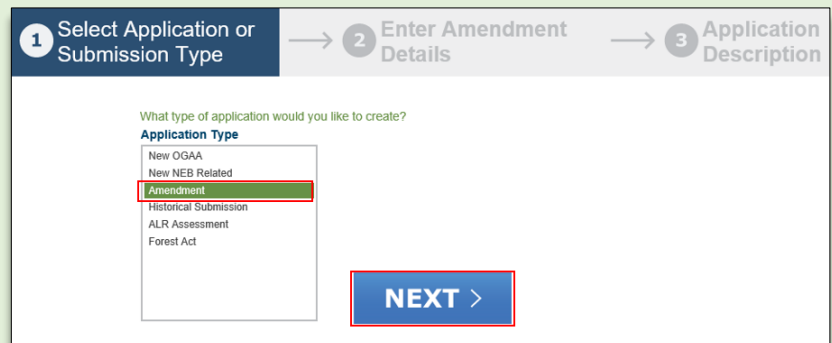 1 Select Application or
Submission Type
→ 2 Enter Amendment
Details
→ 3 Application
Description
What type of application would you like to create?
Application Type
New OGAA
New NEB Related
Amendment
Historical Submission
ALR Assessment
Forest Act
NEXT >